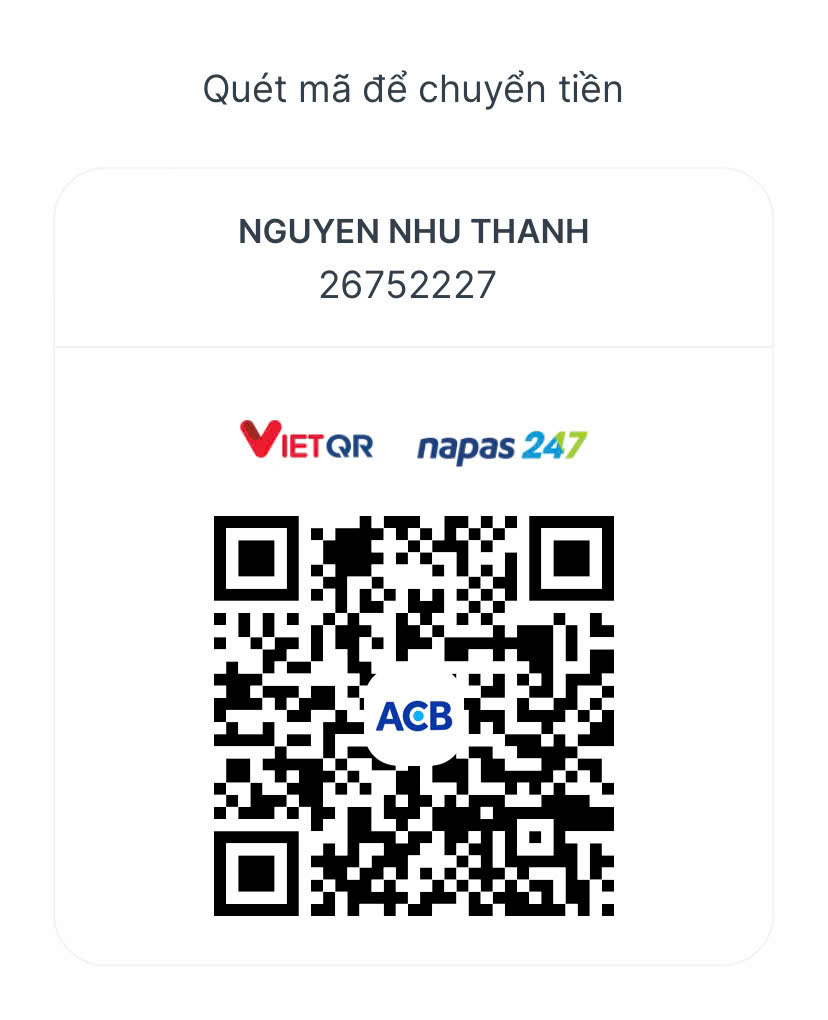 Quét mã để chuyển tiền
NGUYEN NHU THANH
26752227
VIETQR napas 247
ACB